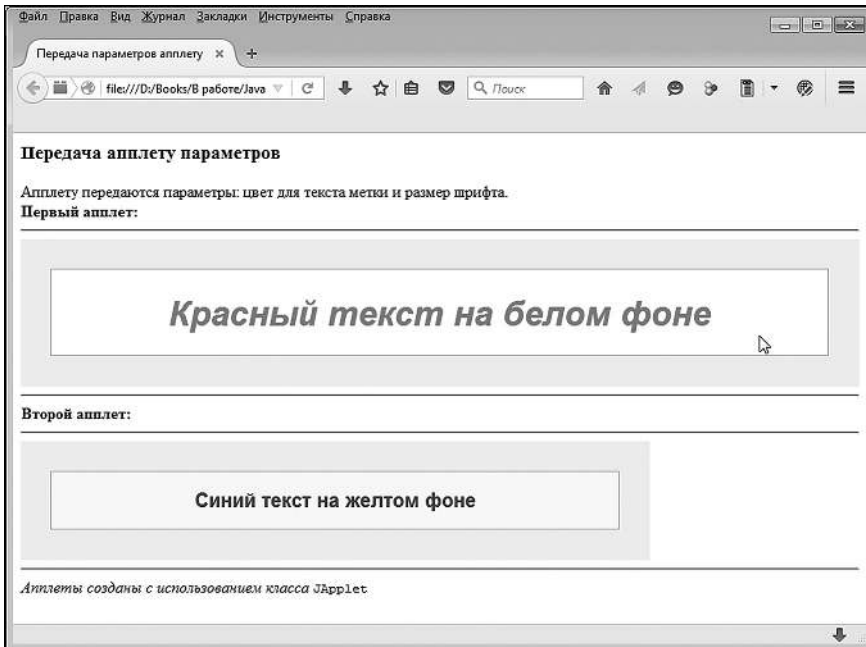 Файл Правка Вид Журнал Закладки Инструменты Справка
Передача параметров апплету × +
file:///D:/Books/В работе/Java
Поиск
Передача апплету параметров
Апплету передаются параметры: цвет для текста метки и размер шрифта.
Первый апплет:
Красный текст на белом фоне
Второй апплет:
Синий текст на желтом фоне
Апплеты созданы с использованием класса JApplet